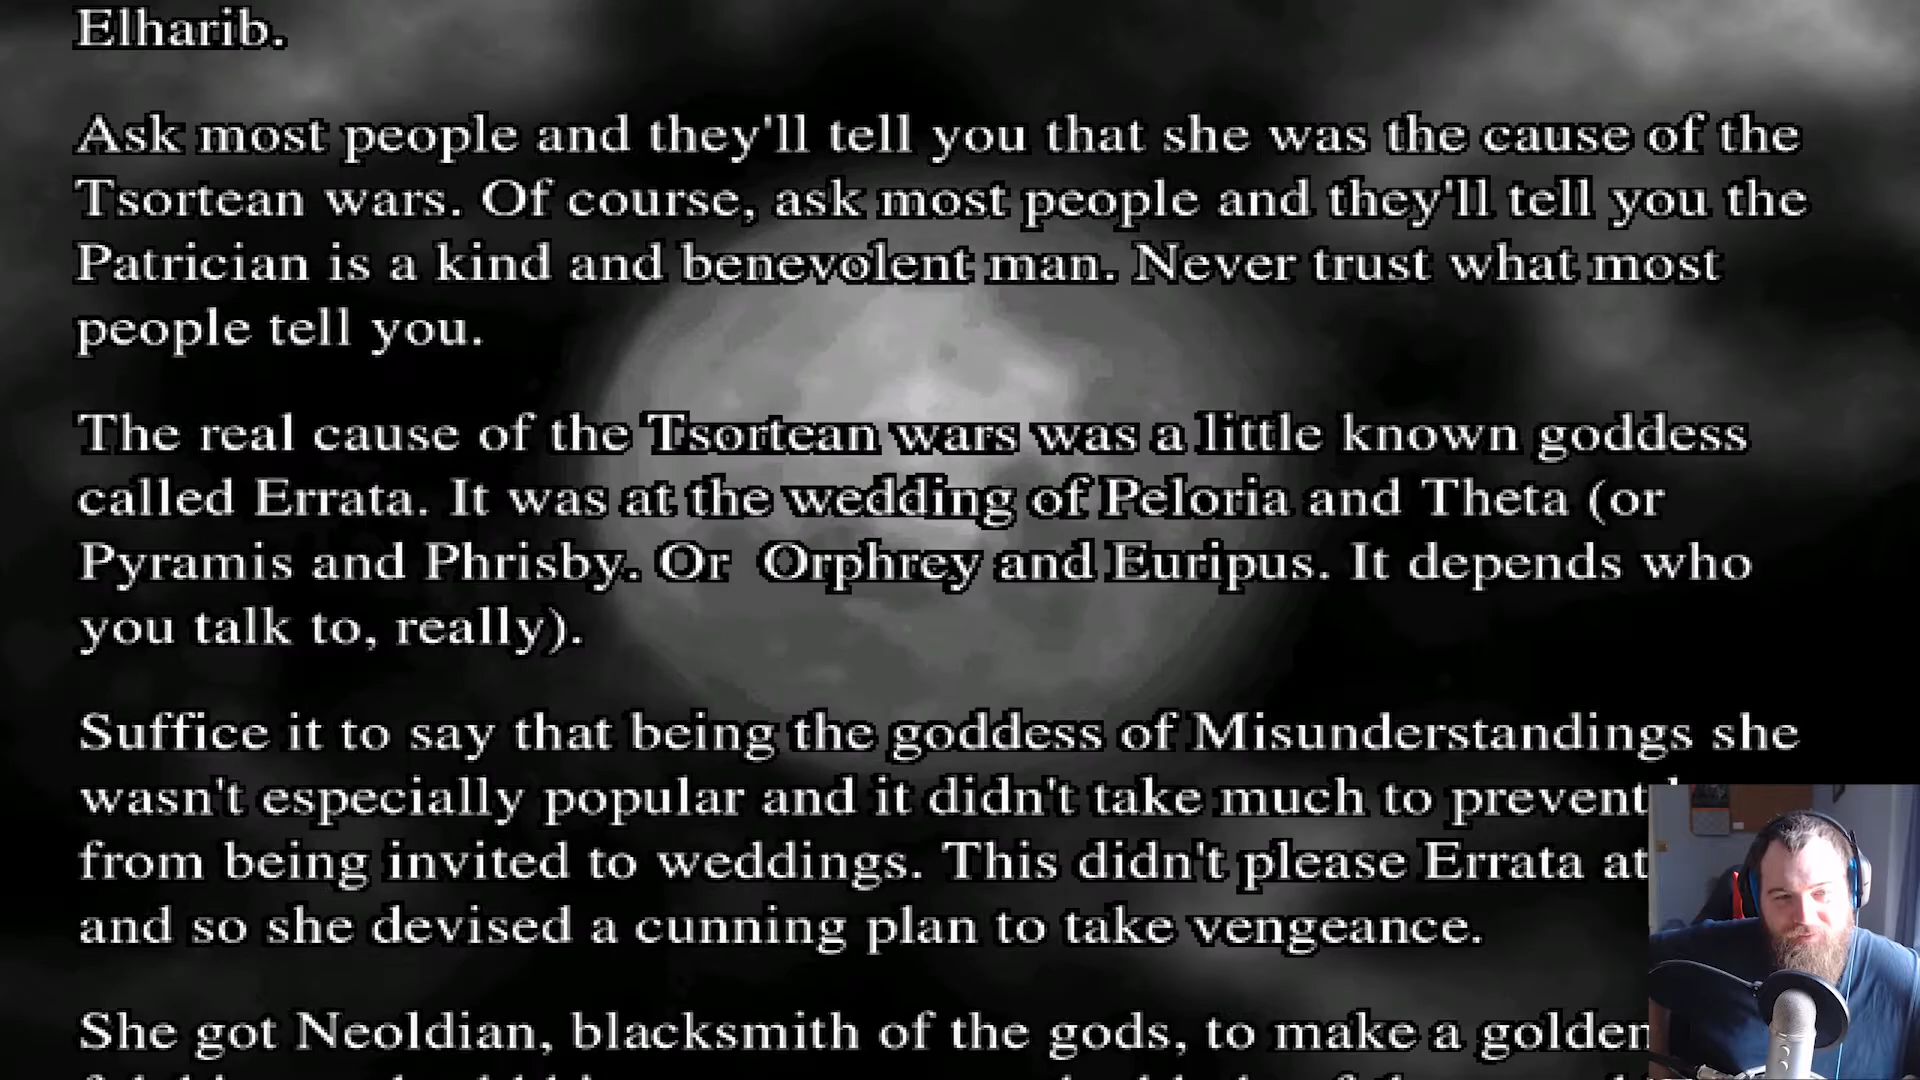 Elharib.
Ask most people and they'll tell you that she was the cause of the
Tsortean wars. Of course, ask most people and they'll tell you the
Patrician is a kind and benevolent man. Never trust what most
people tell you.
The real cause of the Tsortean wars was a little known goddess
called Errata. It was at the wedding of Peloria and Theta (or
Pyramis and Phrisby. Or Orphrey and Euripus. It depends who
you talk to, really).
Suffice it to say that being the goddess of Misunderstandings she
wasn't especially popular and it didn't take much to prevent
from being invited to weddings. This didn't please Errata at
and so she devised a cunning plan to take vengeance.
She got Neoldian, blacksmith of the gods, to make a golden